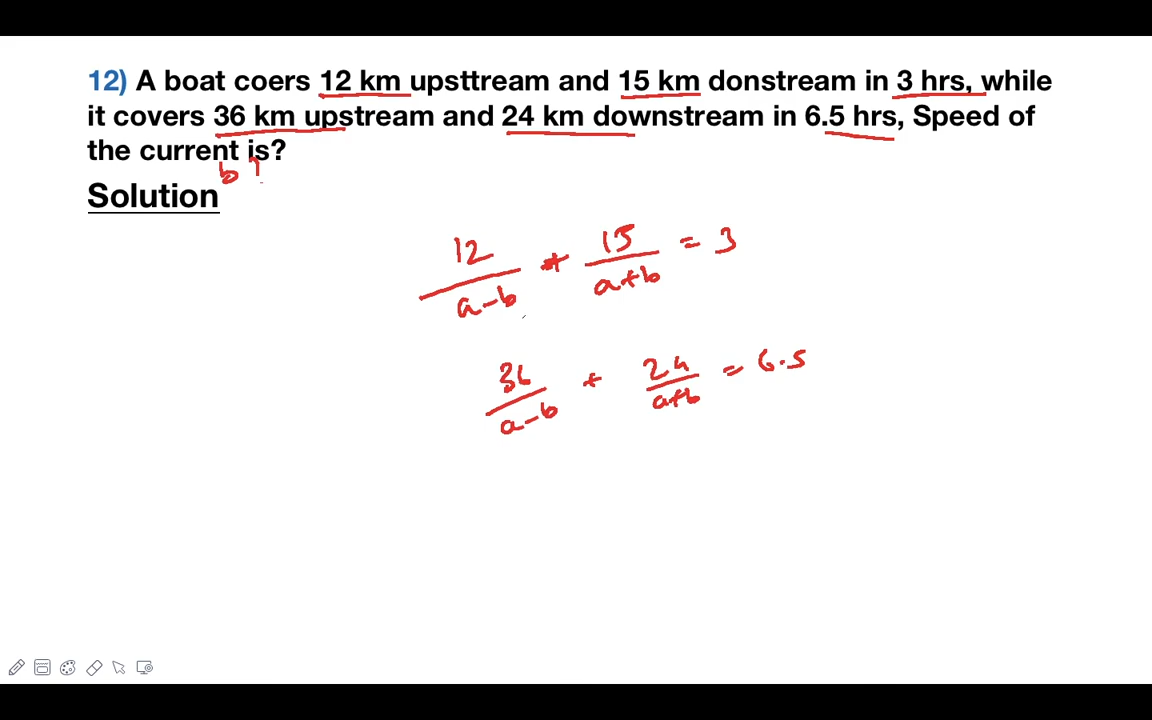 12) A boat coers 12 km upsttream and 15 km donstream in 3 hrs, while
it covers 36 km upstream and 24 km downstream in 6.5 hrs, Speed of
the current is?
b ?
Solution
12/(a-b) + 15/(a+b) = 3
36/(a-b) + 24/(a+b) = 6.5